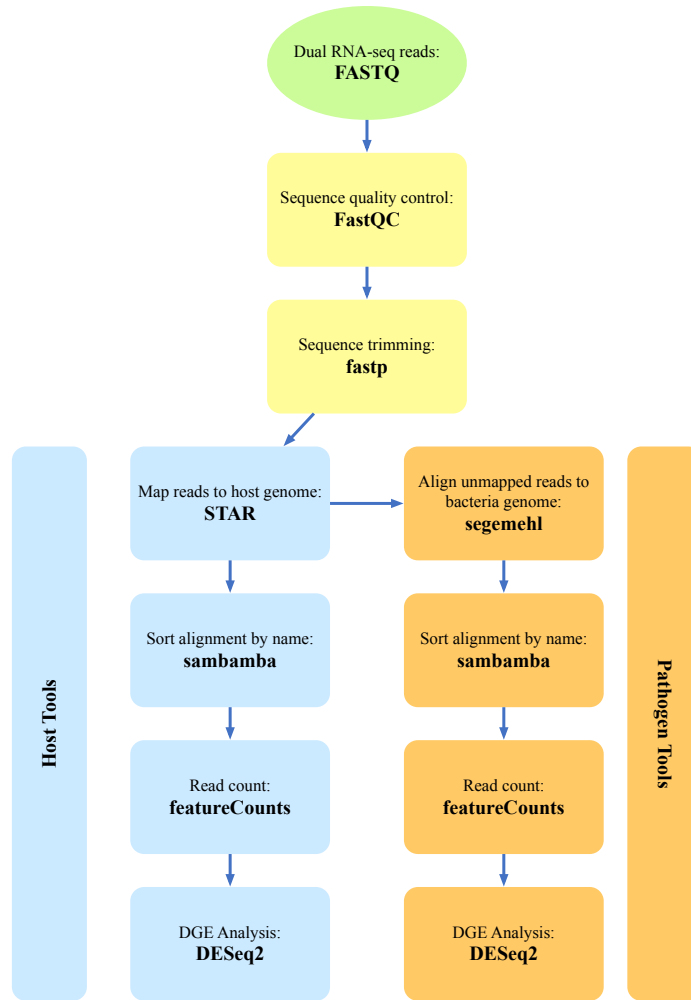 Dual RNA-seq reads:
FASTQ
Sequence quality control:
FastQC
Sequence trimming:
fastp
Host Tools
Map reads to host genome:
STAR
Align unmapped reads to
bacteria genome:
segemehl
Pathogen Tools
Sort alignment by name:
sambamba
Sort alignment by name:
sambamba
Read count:
featureCounts
Read count:
featureCounts
DGE Analysis:
DESeq2
DGE Analysis:
DESeq2